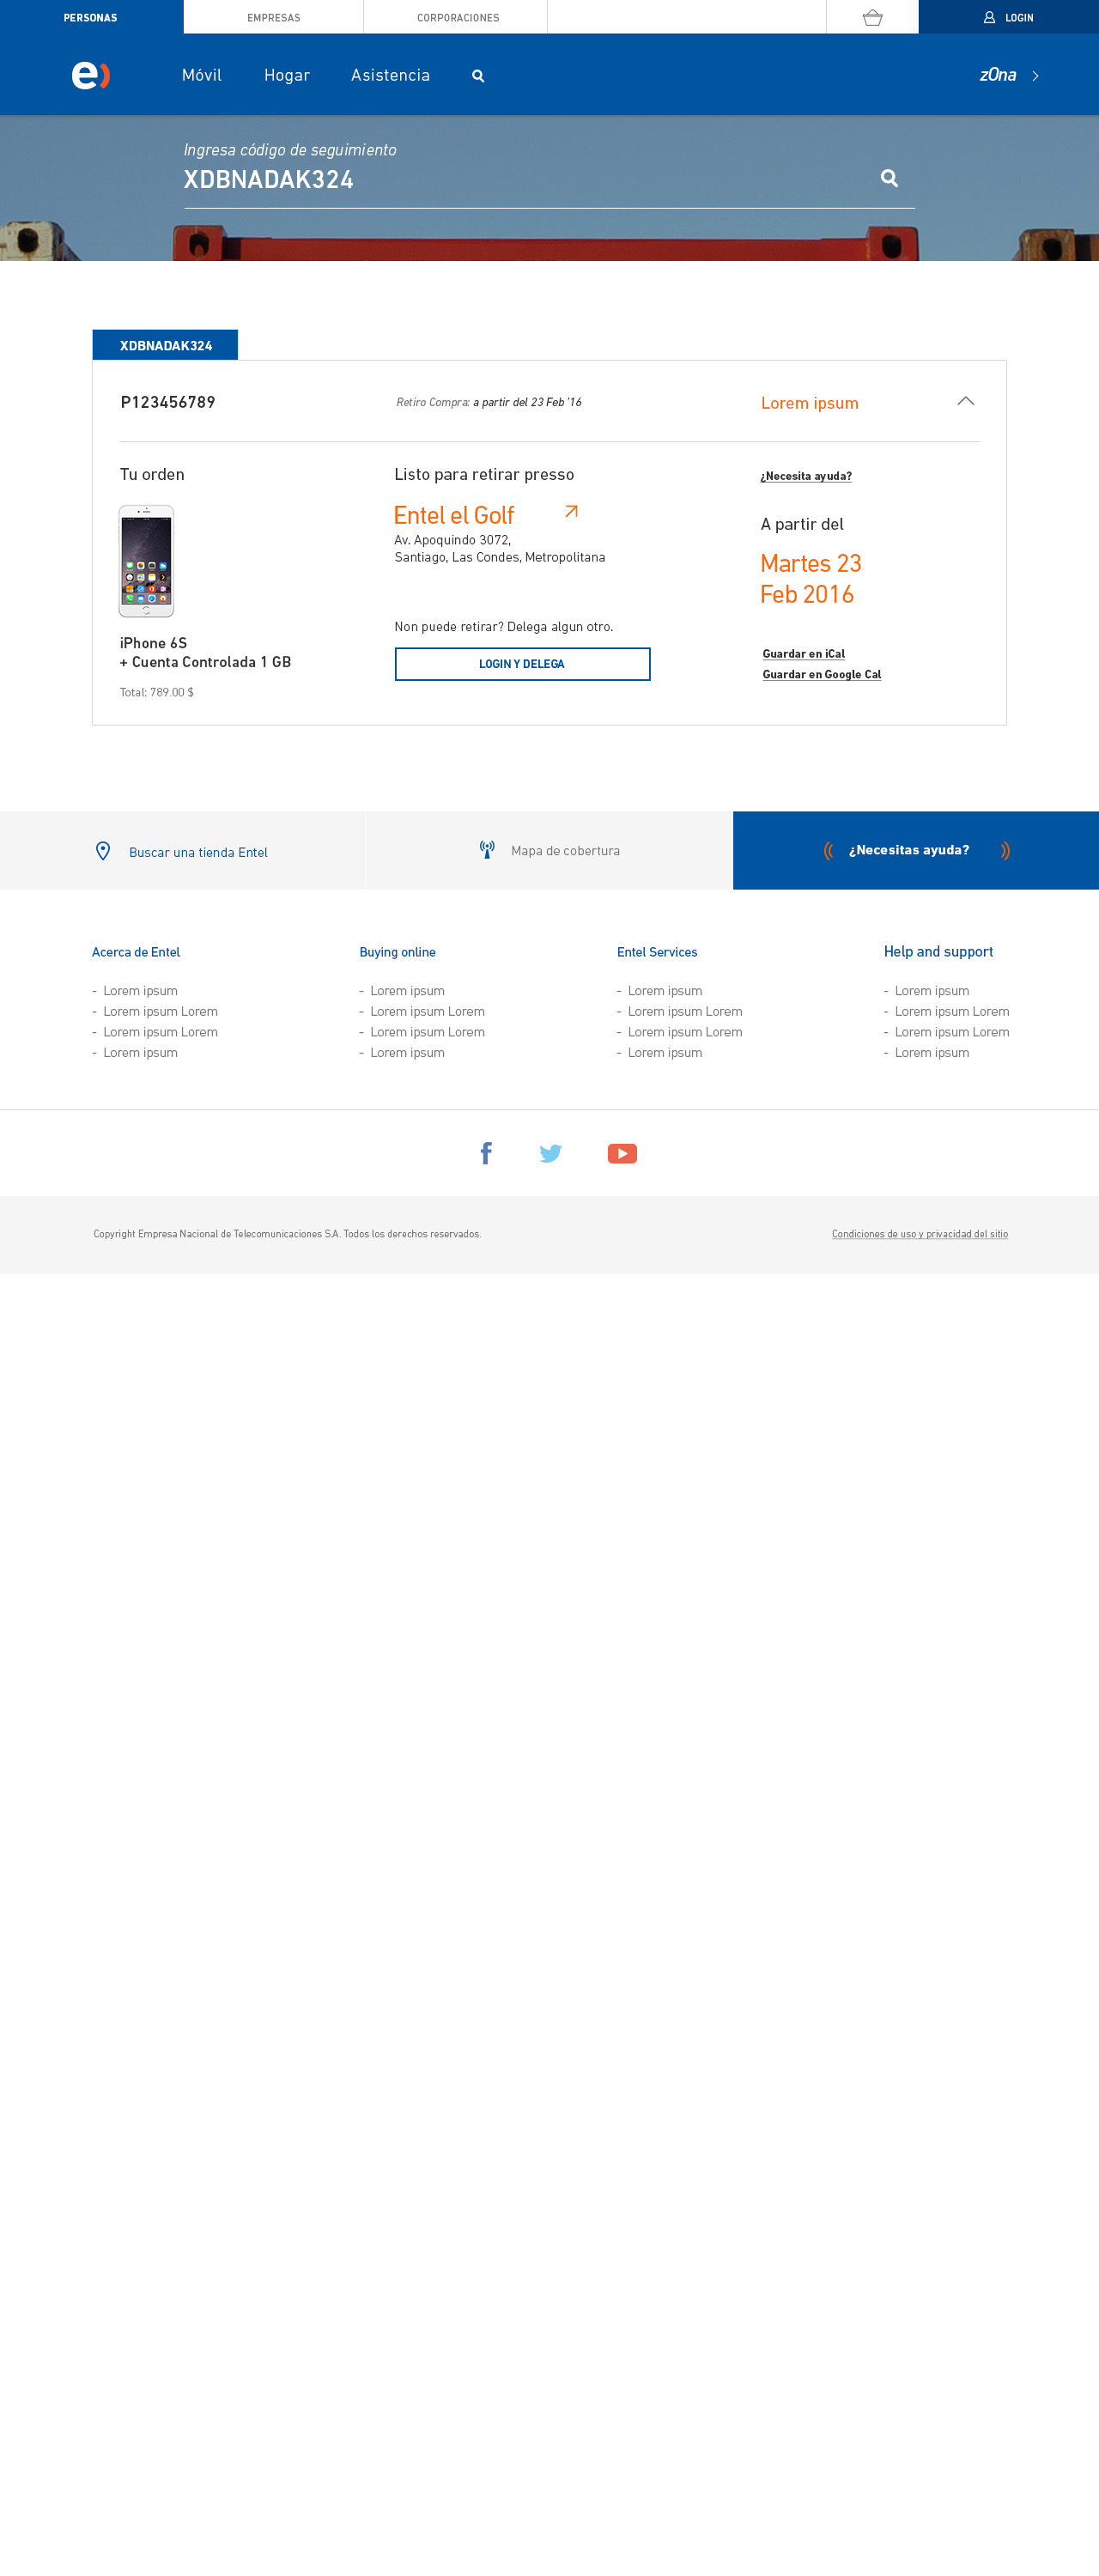 PERSONAS
EMPRESAS
CORPORACIONES
LOGIN
e)
Móvil
Hogar
Asistencia
zOna
Ingresa código de seguimiento
XDBNADAK324
XDBNADAK324
P123456789
Retiro Compra: a partir del 23 Feb '16
Lorem ipsum
Tu orden
iPhone 6S
+ Cuenta Controlada 1 GB
Total: 789.00 $
Listo para retirar presso
Entel el Golf
Av. Apoquindo 3072,
Santiago, Las Condes, Metropolitana
Non puede retirar? Delega algun otro.
LOGIN Y DELEGA
¿Necesita ayuda?
A partir del
Martes 23
Feb 2016
Guardar en iCal
Guardar en Google Cal
Buscar una tienda Entel
Mapa de cobertura
¿Necesitas ayuda?
Acerca de Entel
- Lorem ipsum
- Lorem ipsum Lorem
- Lorem ipsum Lorem
- Lorem ipsum
Buying online
- Lorem ipsum
- Lorem ipsum Lorem
- Lorem ipsum Lorem
- Lorem ipsum
Entel Services
- Lorem ipsum
- Lorem ipsum Lorem
- Lorem ipsum Lorem
- Lorem ipsum
Help and support
- Lorem ipsum
- Lorem ipsum Lorem
- Lorem ipsum Lorem
- Lorem ipsum
Copyright Empresa Nacional de Telecomunicaciones S.A. Todos los derechos reservados.
Condiciones de uso y privacidad del sitio